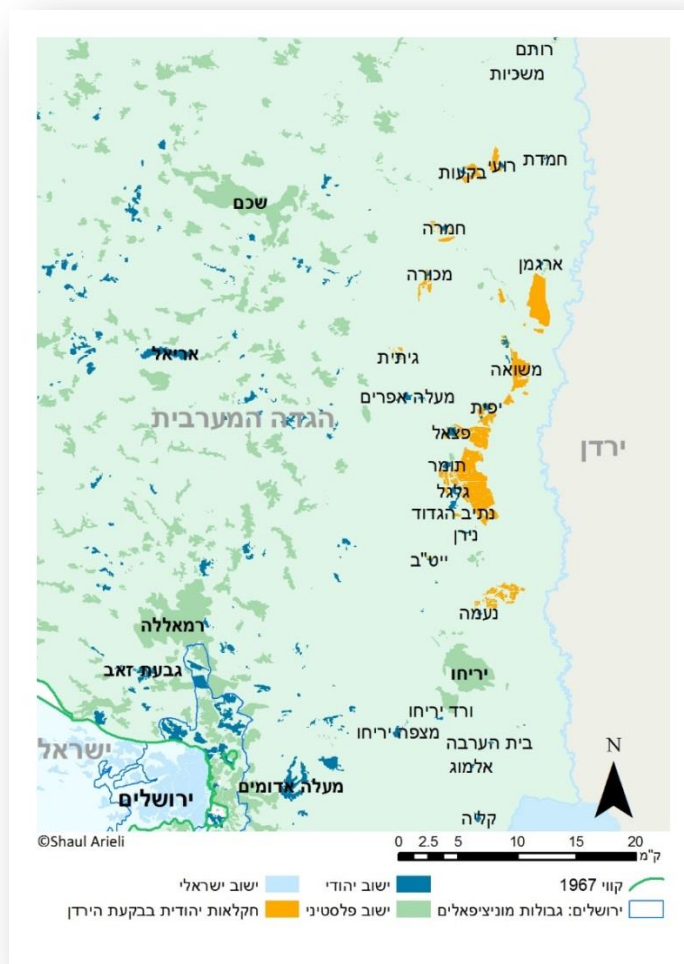 רותם
משכיות
חמדת
רועי
בקעות
שכם
חמרה
ארגמן
מכורה
אריאל
גיתית
משואה
מעלה אפרים
יפית
הגדה המערבית
פצאל
ירדן
תומר
גלגל
נתיב הגדוד
נירן
ייט"ב
נעמה
רמאללה
גבעת זאב
יריחו
ורד יריחו
מצפה יריחו
בית הערבה
ישראל
אלמוג
N
מעלה אדומים
ירושלים
קליה
©Shaul Arieli
0 2.5 5 10 15 20
ק"מ
קווי 1967 ישוב יהודי ישוב ישראלי
ירושלים: גבולות מוניציפאלים ישוב פלסטיני חקלאות יהודית בבקעת הירדן